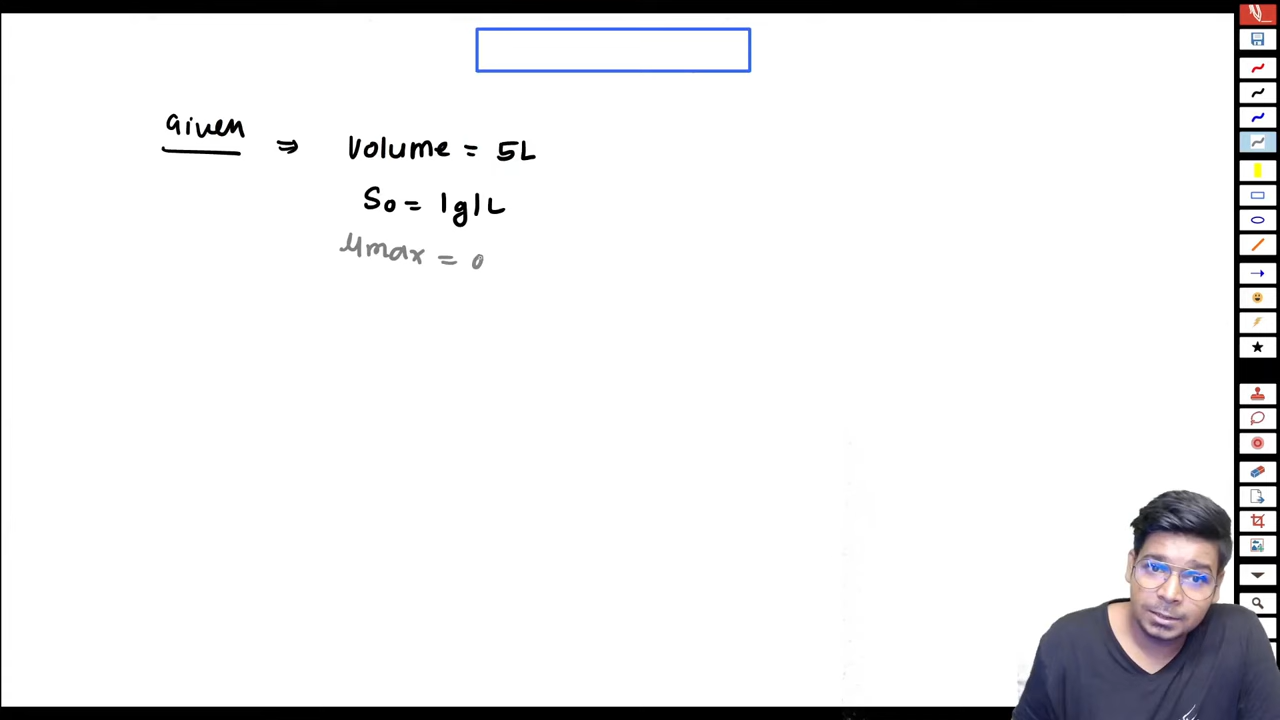 Given ⇒ Volume = 5L
S₀ = 1g/L
μmax = 0